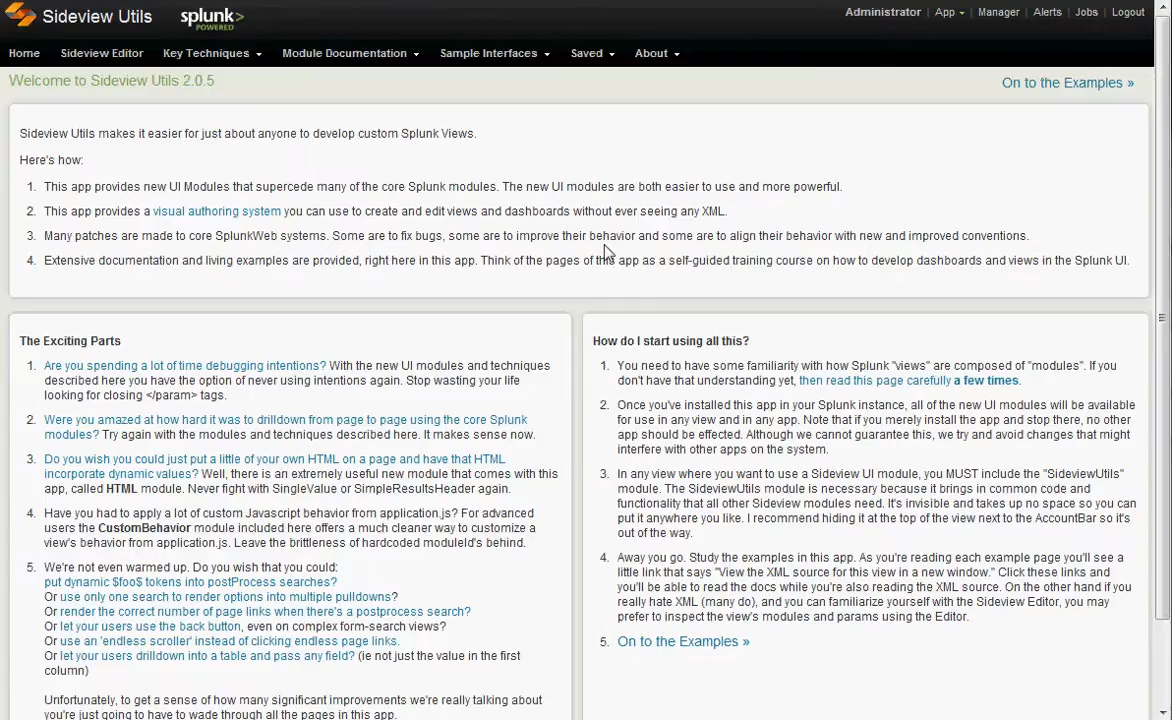 Sideview Utils
splunk>
POWERED
Administrator
App
Manager
Alerts
Jobs
Logout
Home
Sideview Editor
Key Techniques
Module Documentation
Sample Interfaces
Saved
About
Welcome to Sideview Utils 2.0.5
On to the Examples »
Sideview Utils makes it easier for just about anyone to develop custom Splunk Views.
Here's how:
1. This app provides new UI Modules that supercede many of the core Splunk modules. The new UI modules are both easier to use and more powerful.
2. This app provides a visual authoring system you can use to create and edit views and dashboards without ever seeing any XML.
3. Many patches are made to core SplunkWeb systems. Some are to fix bugs, some are to improve their behavior and some are to align their behavior with new and improved conventions.
4. Extensive documentation and living examples are provided, right here in this app. Think of the pages of this app as a self-guided training course on how to develop dashboards and views in the Splunk UI.
The Exciting Parts
1. Are you spending a lot of time debugging intentions? With the new UI modules and techniques
described here you have the option of never using intentions again. Stop wasting your life
looking for closing </param> tags.
2. Were you amazed at how hard it was to drilldown from page to page using the core Splunk
modules? Try again with the modules and techniques described here. It makes sense now.
3. Do you wish you could just put a little of your own HTML on a page and have that HTML
incorporate dynamic values? Well, there is an extremely useful new module that comes with this
app, called HTML module. Never fight with SingleValue or SimpleResultsHeader again.
4. Have you had to apply a lot of custom Javascript behavior from application.js? For advanced
users the CustomBehavior module included here offers a much cleaner way to customize a
view's behavior from application.js. Leave the brittleness of hardcoded moduleId's behind.
5. We're not even warmed up. Do you wish that you could:
put dynamic $foo$ tokens into postProcess searches?
Or use only one search to render options into multiple pulldowns?
Or render the correct number of page links when there's a postprocess search?
Or let your users use the back button, even on complex form-search views?
Or use an 'endless scroller' instead of clicking endless page links.
Or let your users drilldown into a table and pass any field? (ie not just the value in the first
column)
Unfortunately, to get a sense of how many significant improvements we're really talking about
you're just going to have to wade through all the pages in this app.
How do I start using all this?
1. You need to have some familiarity with how Splunk "views" are composed of "modules". If you
don't have that understanding yet, then read this page carefully a few times.
2. Once you've installed this app in your Splunk instance, all of the new UI modules will be available
for use in any view and in any app. Note that if you merely install the app and stop there, no other
app should be effected. Although we cannot guarantee this, we try and avoid changes that might
interfere with other apps on the system.
3. In any view where you want to use a Sideview UI module, you MUST include the "SideviewUtils"
module. The SideviewUtils module is necessary because it brings in common code and
functionality that all other Sideview modules need. It's invisible and takes up no space so you can
put it anywhere you like. I recommend hiding it at the top of the view next to the AccountBar so it's
out of the way.
4. Away you go. Study the examples in this app. As you're reading each example page you'll see a
little link that says "View the XML source for this view in a new window." Click these links and
you'll be able to read the docs while you're also reading the XML source. On the other hand if you
really hate XML (many do), and you can familiarize yourself with the Sideview Editor, you may
prefer to inspect the view's modules and params using the Editor.
5. On to the Examples »